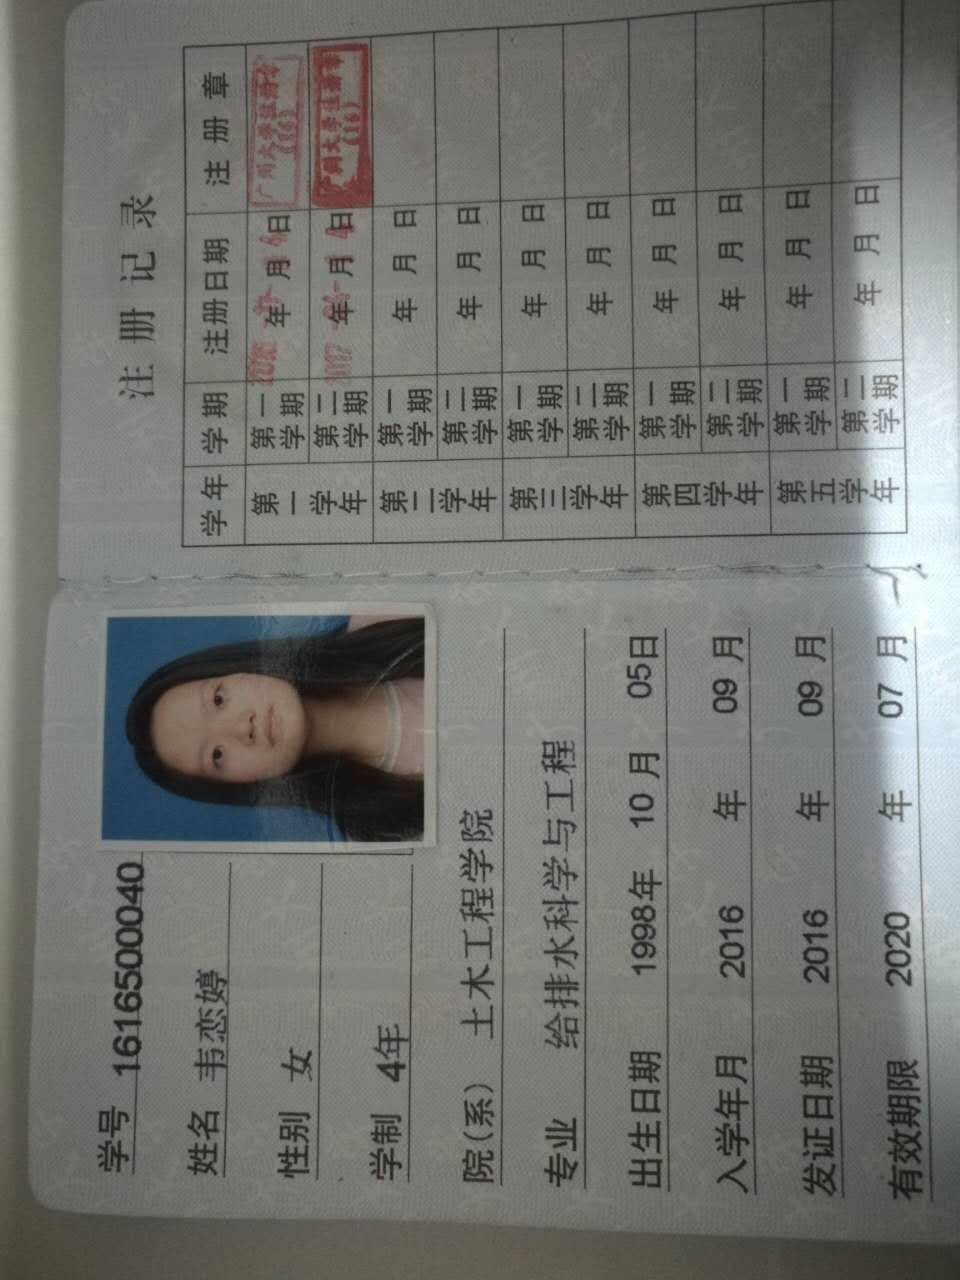 学号 1616500040
姓名 韦恋婷
性别 女
学制 4年
院(系) 土木工程学院
专业 给排水科学与工程
出生日期 1998年 10月 05日
入学年月 2016 年 09 月
发证日期 2016 年 09 月
有效期限 2020 年 07 月
注册记录
学年 学期 注册日期 注册章
第一学年 第一学期 年 月 日 广州大学注册章(16)
第二学期 2017年 月 日 广州大学注册章(16)
第二学年 第一学期 年 月 日
第二学期 年 月 日
第三学年 第一学期 年 月 日
第二学期 年 月 日
第四学年 第一学期 年 月 日
第二学期 年 月 日
第五学年 第一学期 年 月 日
第二学期 年 月 日